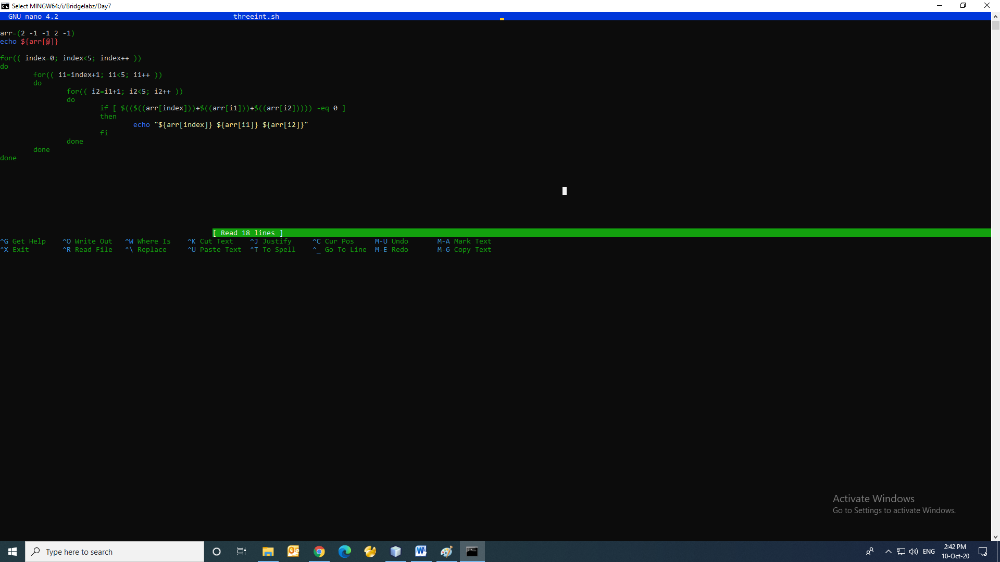 Select MINGW64:/i/Bridgelabz/Day7
GNU nano 4.2 threeint.sh
arr=(2 -1 -1 2 -1)
echo ${arr[@]}
for(( index=0; index<5; index++ ))
do
for(( i1=index+1; i1<5; i1++ ))
do
for(( i2=i1+1; i2<5; i2++ ))
do
if [ $(($((arr[index]))+$((arr[i1]))+$((arr[i2])))) -eq 0 ]
then
echo "${arr[index]} ${arr[i1]} ${arr[i2]}"
fi
done
done
done
[ Read 18 lines ]
^G Get Help ^O Write Out ^W Where Is ^K Cut Text ^J Justify ^C Cur Pos M-U Undo M-A Mark Text
^X Exit ^R Read File ^\ Replace ^U Paste Text ^T To Spell ^_ Go To Line M-E Redo M-6 Copy Text
Activate Windows
Go to Settings to activate Windows.
Type here to search
ENG
2:42 PM
10-Oct-20